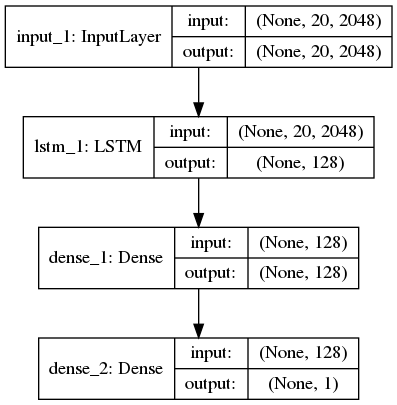 input_1: InputLayer
input: (None, 20, 2048)
output: (None, 20, 2048)
lstm_1: LSTM
input: (None, 20, 2048)
output: (None, 128)
dense_1: Dense
input: (None, 128)
output: (None, 128)
dense_2: Dense
input: (None, 128)
output: (None, 1)